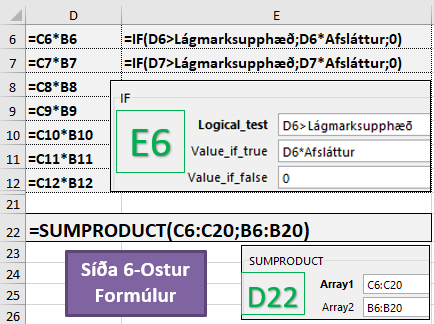 D E
6 =C6*B6 =IF(D6>Lágmarksupphæð;D6*Afsláttur;0)
7 =C7*B7 =IF(D7>Lágmarksupphæð;D7*Afsláttur;0)
8 =C8*B8
9 =C9*B9
10 =C10*B10
11 =C11*B11
12 =C12*B12
IF
E6
Logical_test D6>Lágmarksupphæð
Value_if_true D6*Afsláttur
Value_if_false 0
21
22 =SUMPRODUCT(C6:C20;B6:B20)
23
24
25
26
Síða 6-Ostur
Formúlur
SUMPRODUCT
D22
Array1 C6:C20
Array2 B6:B20